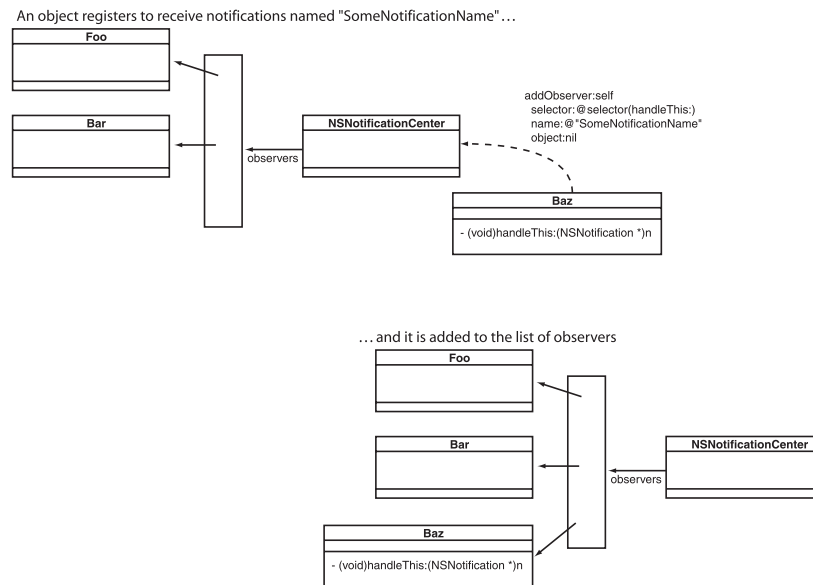 An object registers to receive notifications named "SomeNotificationName"…
Foo
Bar
NSNotificationCenter
observers
addObserver:self
selector:@selector(handleThis:)
name:@"SomeNotificationName"
object:nil
Baz
- (void)handleThis:(NSNotification *)n
…and it is added to the list of observers
Foo
Bar
NSNotificationCenter
observers
Baz
- (void)handleThis:(NSNotification *)n